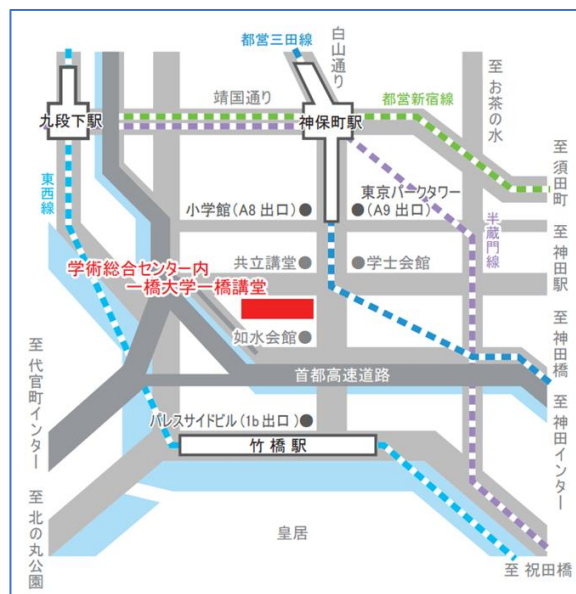 都営三田線
白山通り
靖国通り
都営新宿線
至 お茶の水
九段下駅
神保町駅
至 須田町
東西線
小学館(A8 出口)
東京パークタワー
(A9 出口)
半蔵門線
至 神田駅
学術総合センター内
一橋大学一橋講堂
共立講堂
学士会館
如水会館
至 神田橋
至 代官町インター
首都高速道路
至 神田インター
パレスサイドビル(1b 出口)
竹橋駅
至 北の丸公園
皇居
至 祝田橋